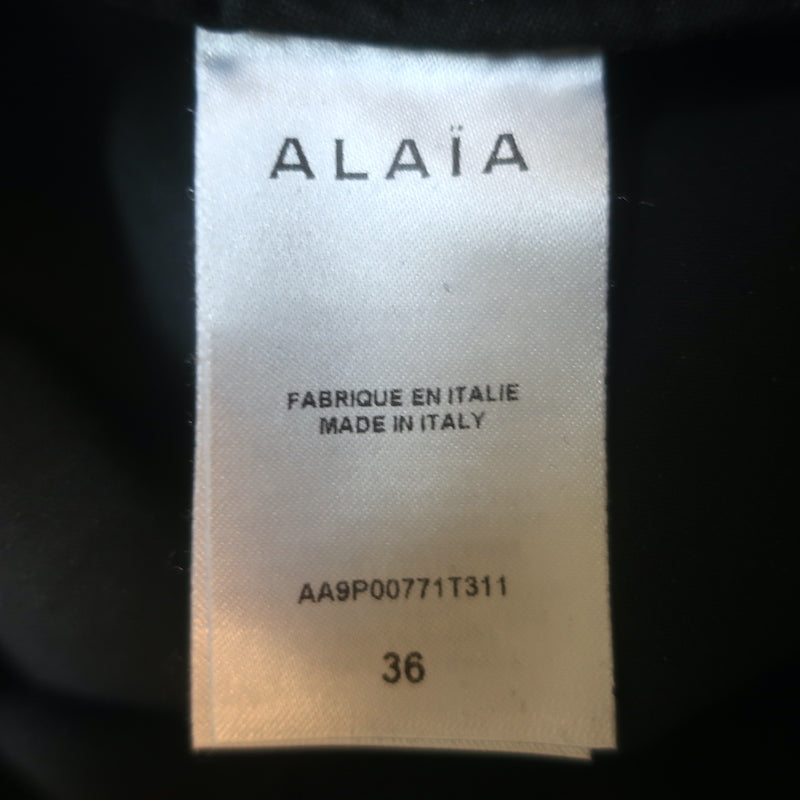 ALAÏA
FABRIQUE EN ITALIE
MADE IN ITALY
AA9P00771T311
36